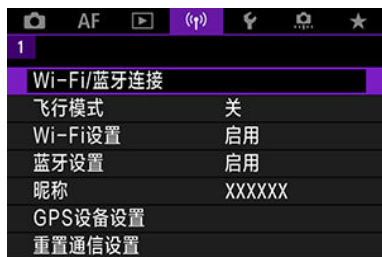 AF
1
Wi-Fi/蓝牙连接
飞行模式 关
Wi-Fi设置 启用
蓝牙设置 启用
昵称 XXXXXX
GPS设备设置
重置通信设置